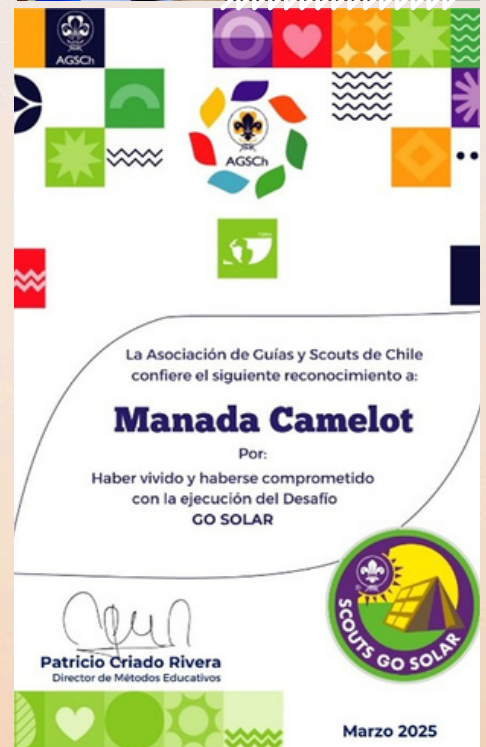 AGSCh
AGSCh
La Asociación de Guías y Scouts de Chile
confiere el siguiente reconocimiento a:
Manada Camelot
Por:
Haber vivido y haberse comprometido
con la ejecución del Desafío
GO SOLAR
SCOUTS GO SOLAR
Patricio Criado Rivera
Director de Métodos Educativos
Marzo 2025